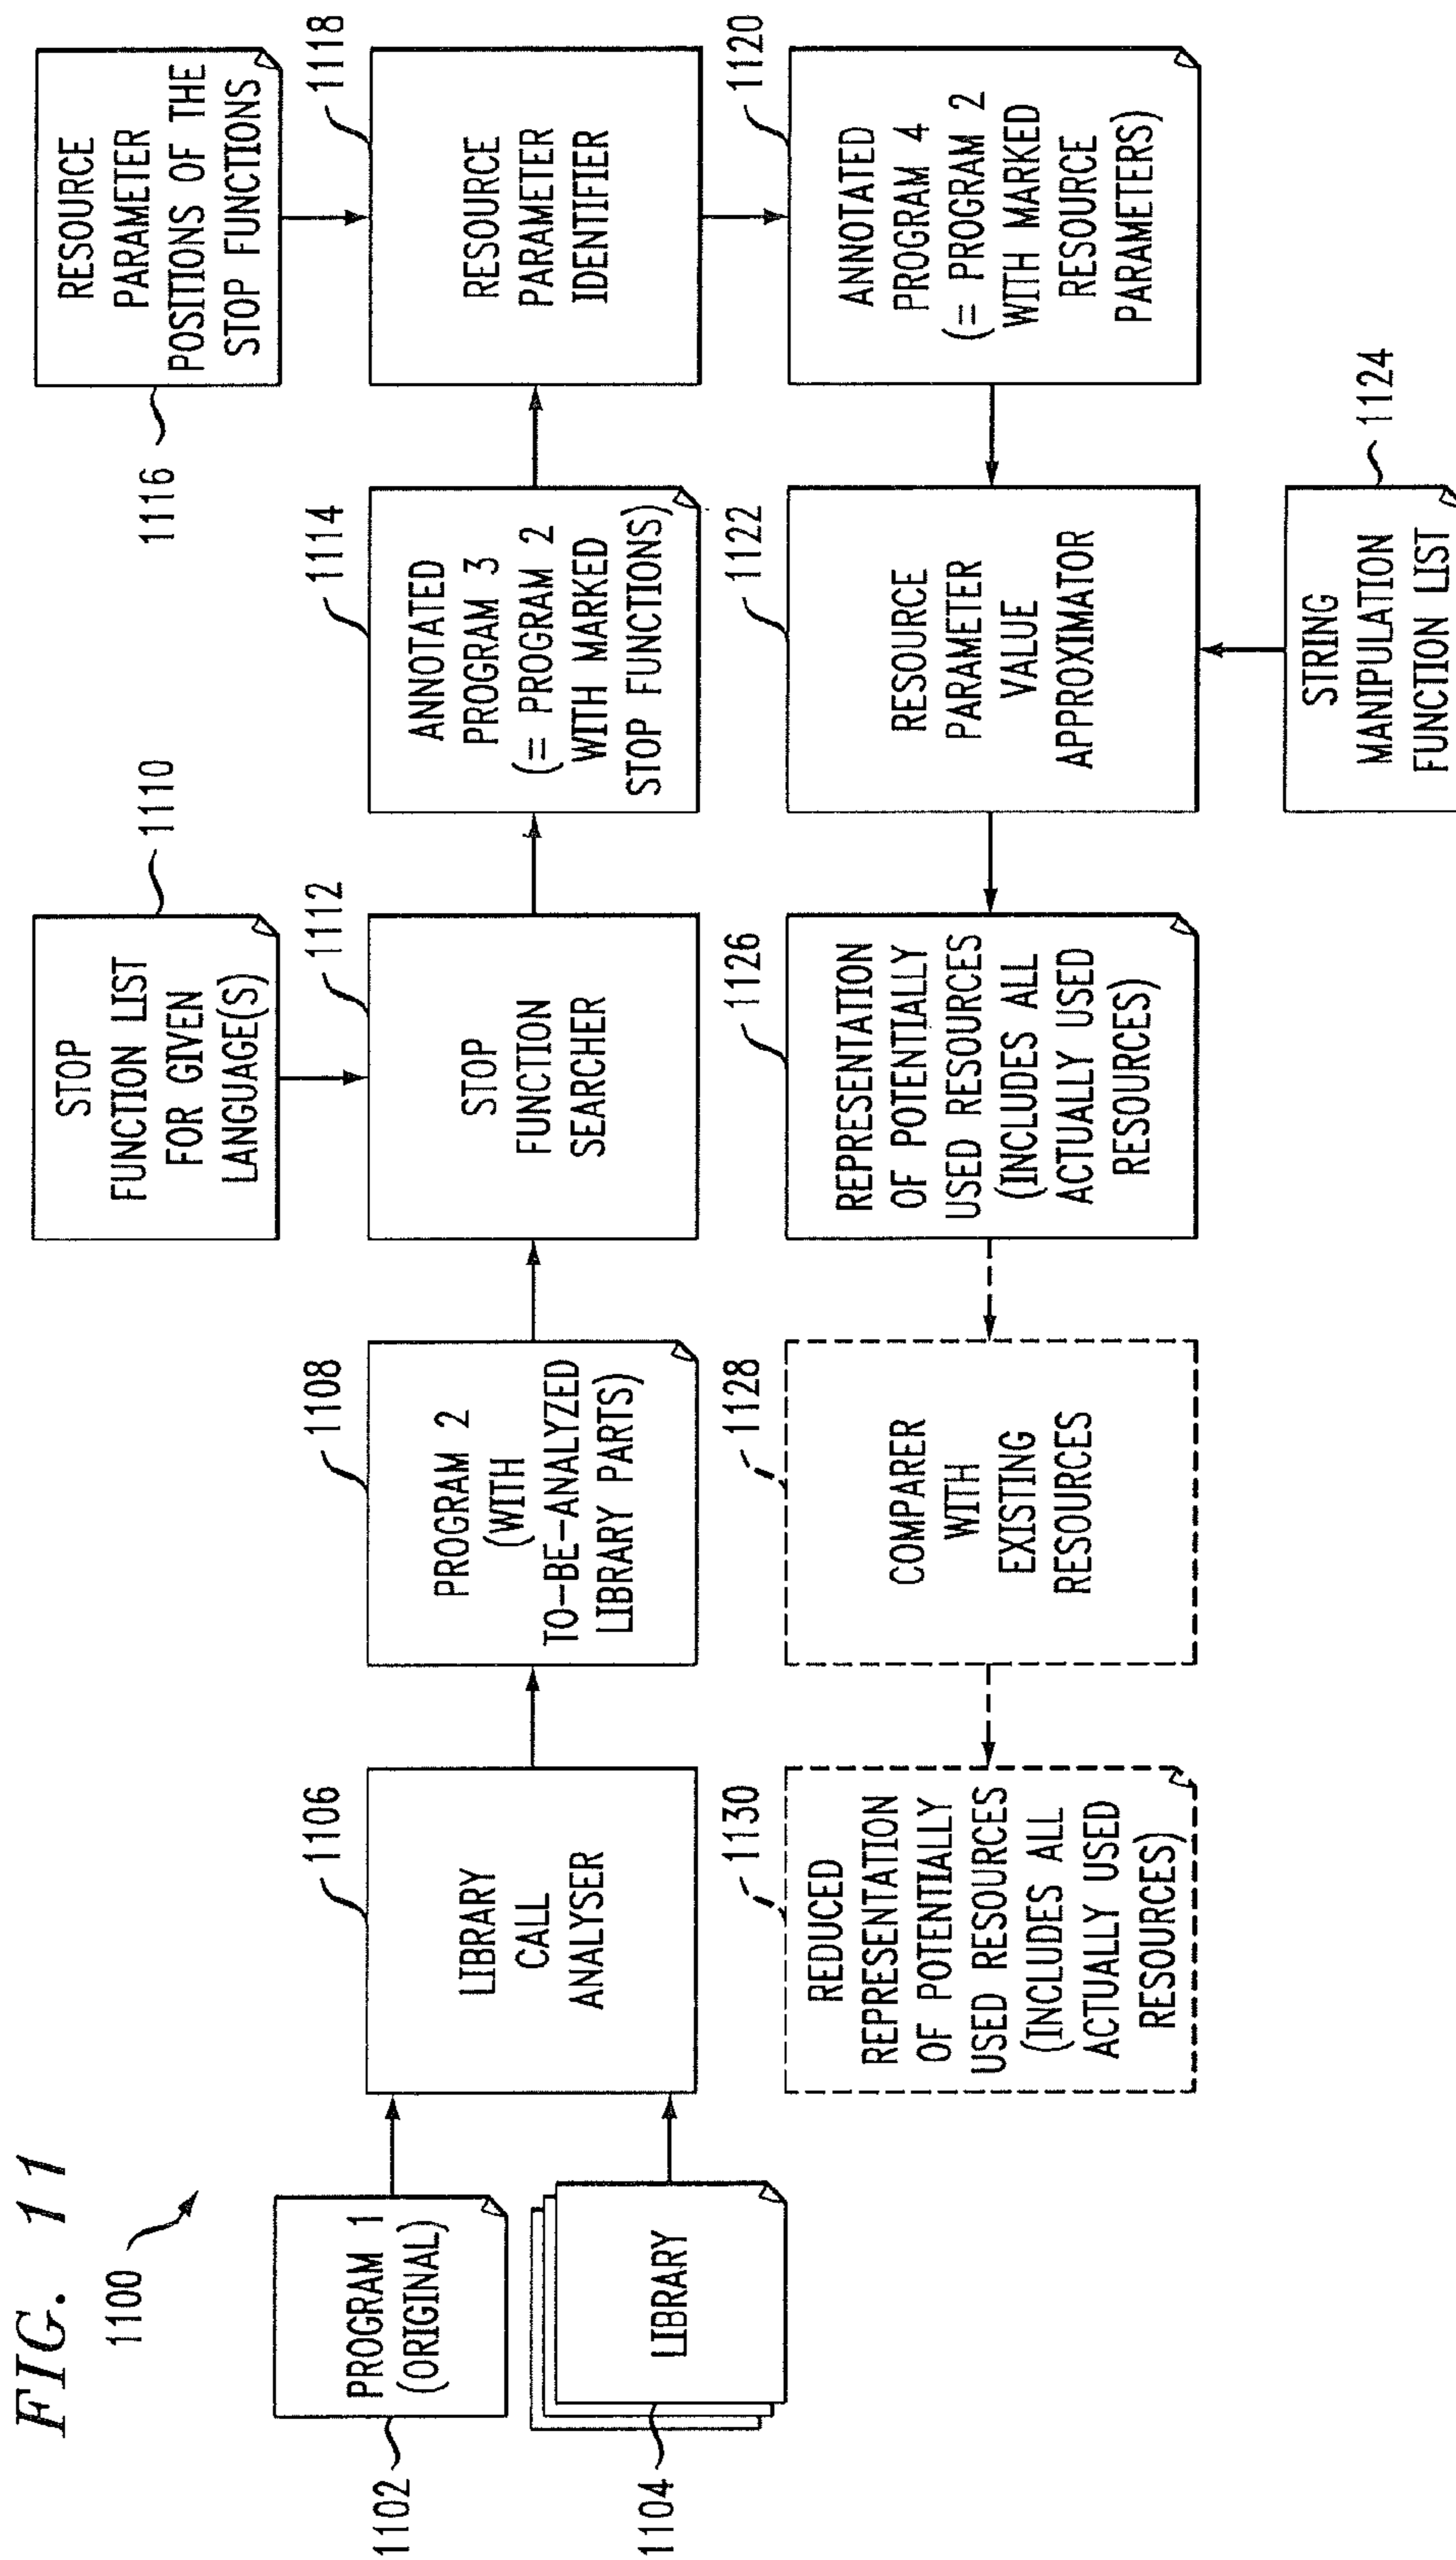 FIG. 11
1100
1102
PROGRAM 1
(ORIGINAL)
1104
LIBRARY
1106
LIBRARY
CALL
ANALYSER
1108
PROGRAM 2
(WITH
TO-BE-ANALYZED
LIBRARY PARTS)
1110
STOP
FUNCTION LIST
FOR GIVEN
LANGUAGE(S)
1112
STOP
FUNCTION
SEARCHER
1114
ANNOTATED
PROGRAM 3
(= PROGRAM 2
WITH MARKED
STOP FUNCTIONS)
1116
RESOURCE
PARAMETER
POSITIONS OF THE
STOP FUNCTIONS
1118
RESOURCE
PARAMETER
IDENTIFIER
1120
ANNOTATED
PROGRAM 4
(= PROGRAM 2
WITH MARKED
RESOURCE
PARAMETERS)
1122
RESOURCE
PARAMETER
VALUE
APPROXIMATOR
1124
STRING
MANIPULATION
FUNCTION LIST
1126
REPRESENTATION
OF POTENTIALLY
USED RESOURCES
(INCLUDES ALL
ACTUALLY USED
RESOURCES)
1128
COMPARER
WITH
EXISTING
RESOURCES
1130
REDUCED
REPRESENTATION
OF POTENTIALLY
USED RESOURCES
(INCLUDES ALL
ACTUALLY USED
RESOURCES)